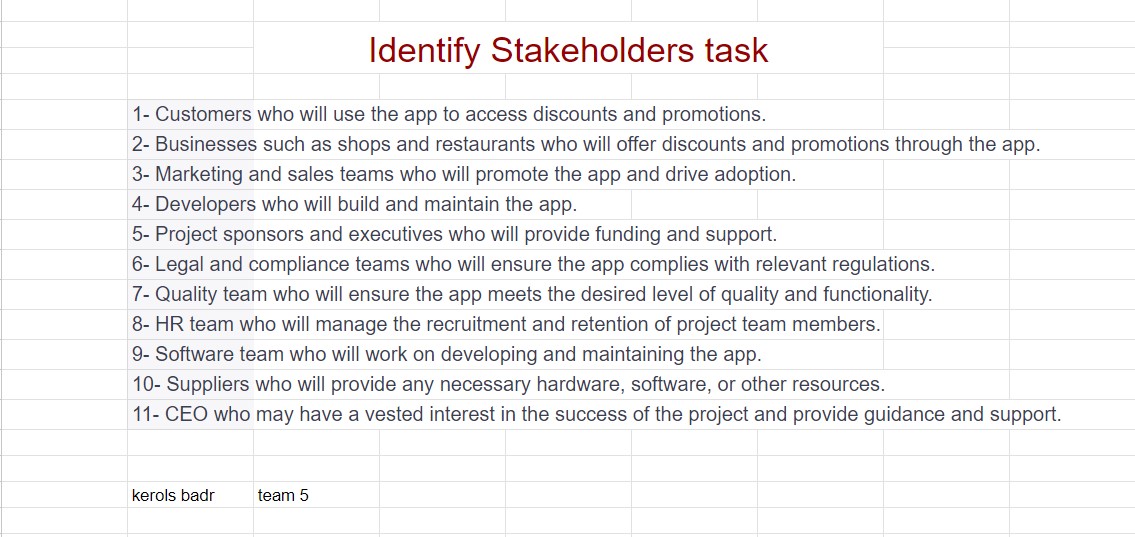 Identify Stakeholders task
1- Customers who will use the app to access discounts and promotions.
2- Businesses such as shops and restaurants who will offer discounts and promotions through the app.
3- Marketing and sales teams who will promote the app and drive adoption.
4- Developers who will build and maintain the app.
5- Project sponsors and executives who will provide funding and support.
6- Legal and compliance teams who will ensure the app complies with relevant regulations.
7- Quality team who will ensure the app meets the desired level of quality and functionality.
8- HR team who will manage the recruitment and retention of project team members.
9- Software team who will work on developing and maintaining the app.
10- Suppliers who will provide any necessary hardware, software, or other resources.
11- CEO who may have a vested interest in the success of the project and provide guidance and support.
kerols badr team 5